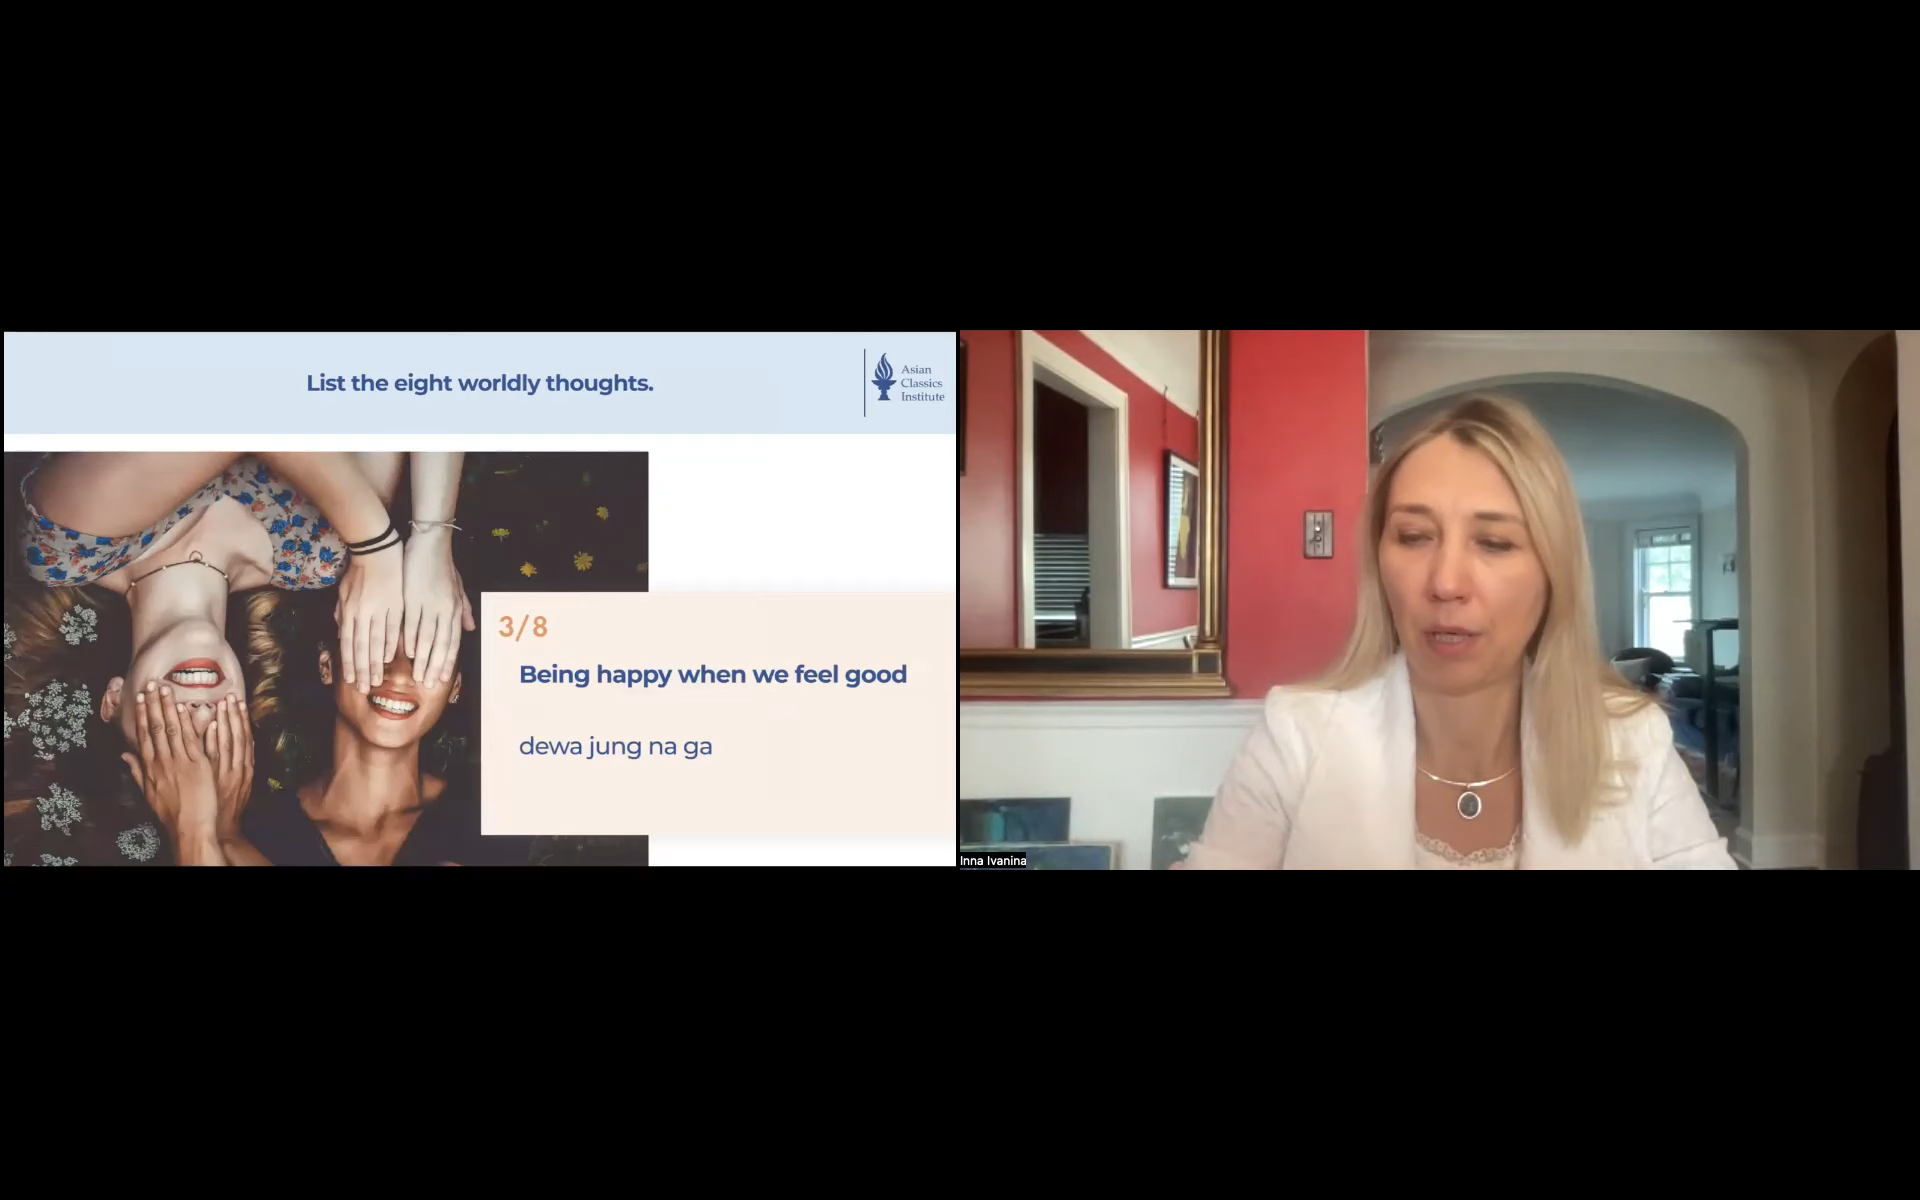 List the eight worldly thoughts.
Asian
Classics
Institute
3/8
Being happy when we feel good
dewa jung na ga
Inna Ivanina